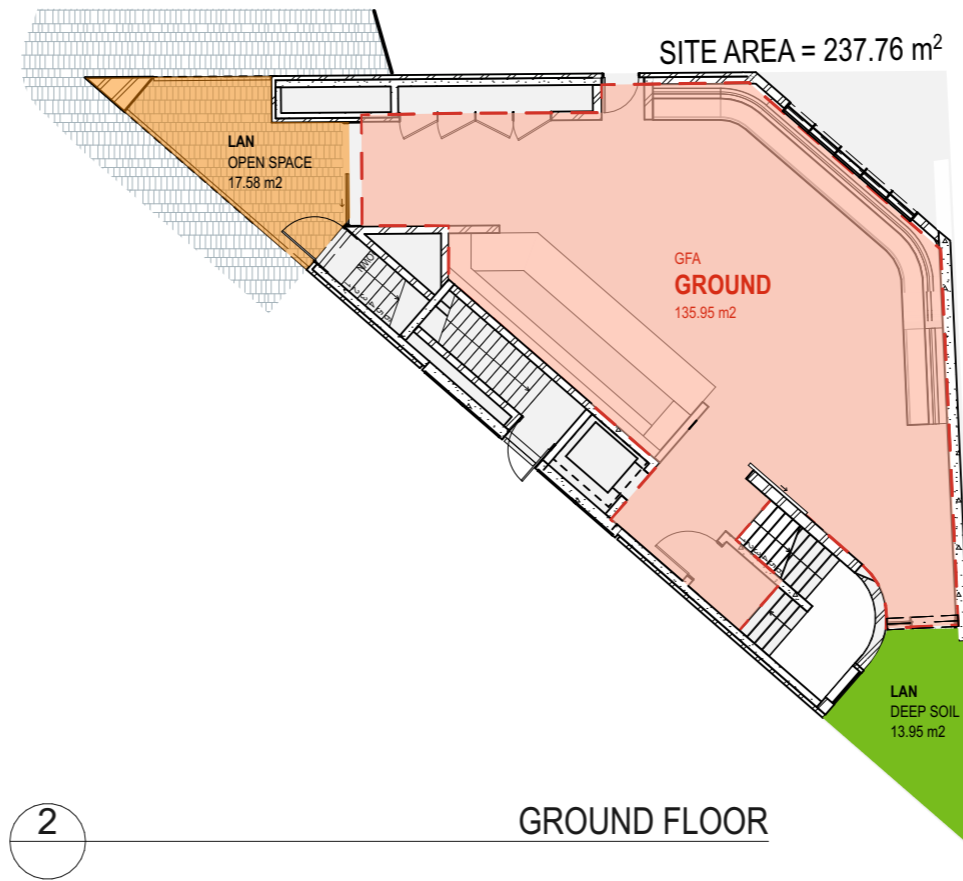 SITE AREA = 237.76 m²
LAN
OPEN SPACE
17.58 m2
DOWN
GFA
GROUND
135.95 m2
LAN
DEEP SOIL
13.95 m2
2
GROUND FLOOR